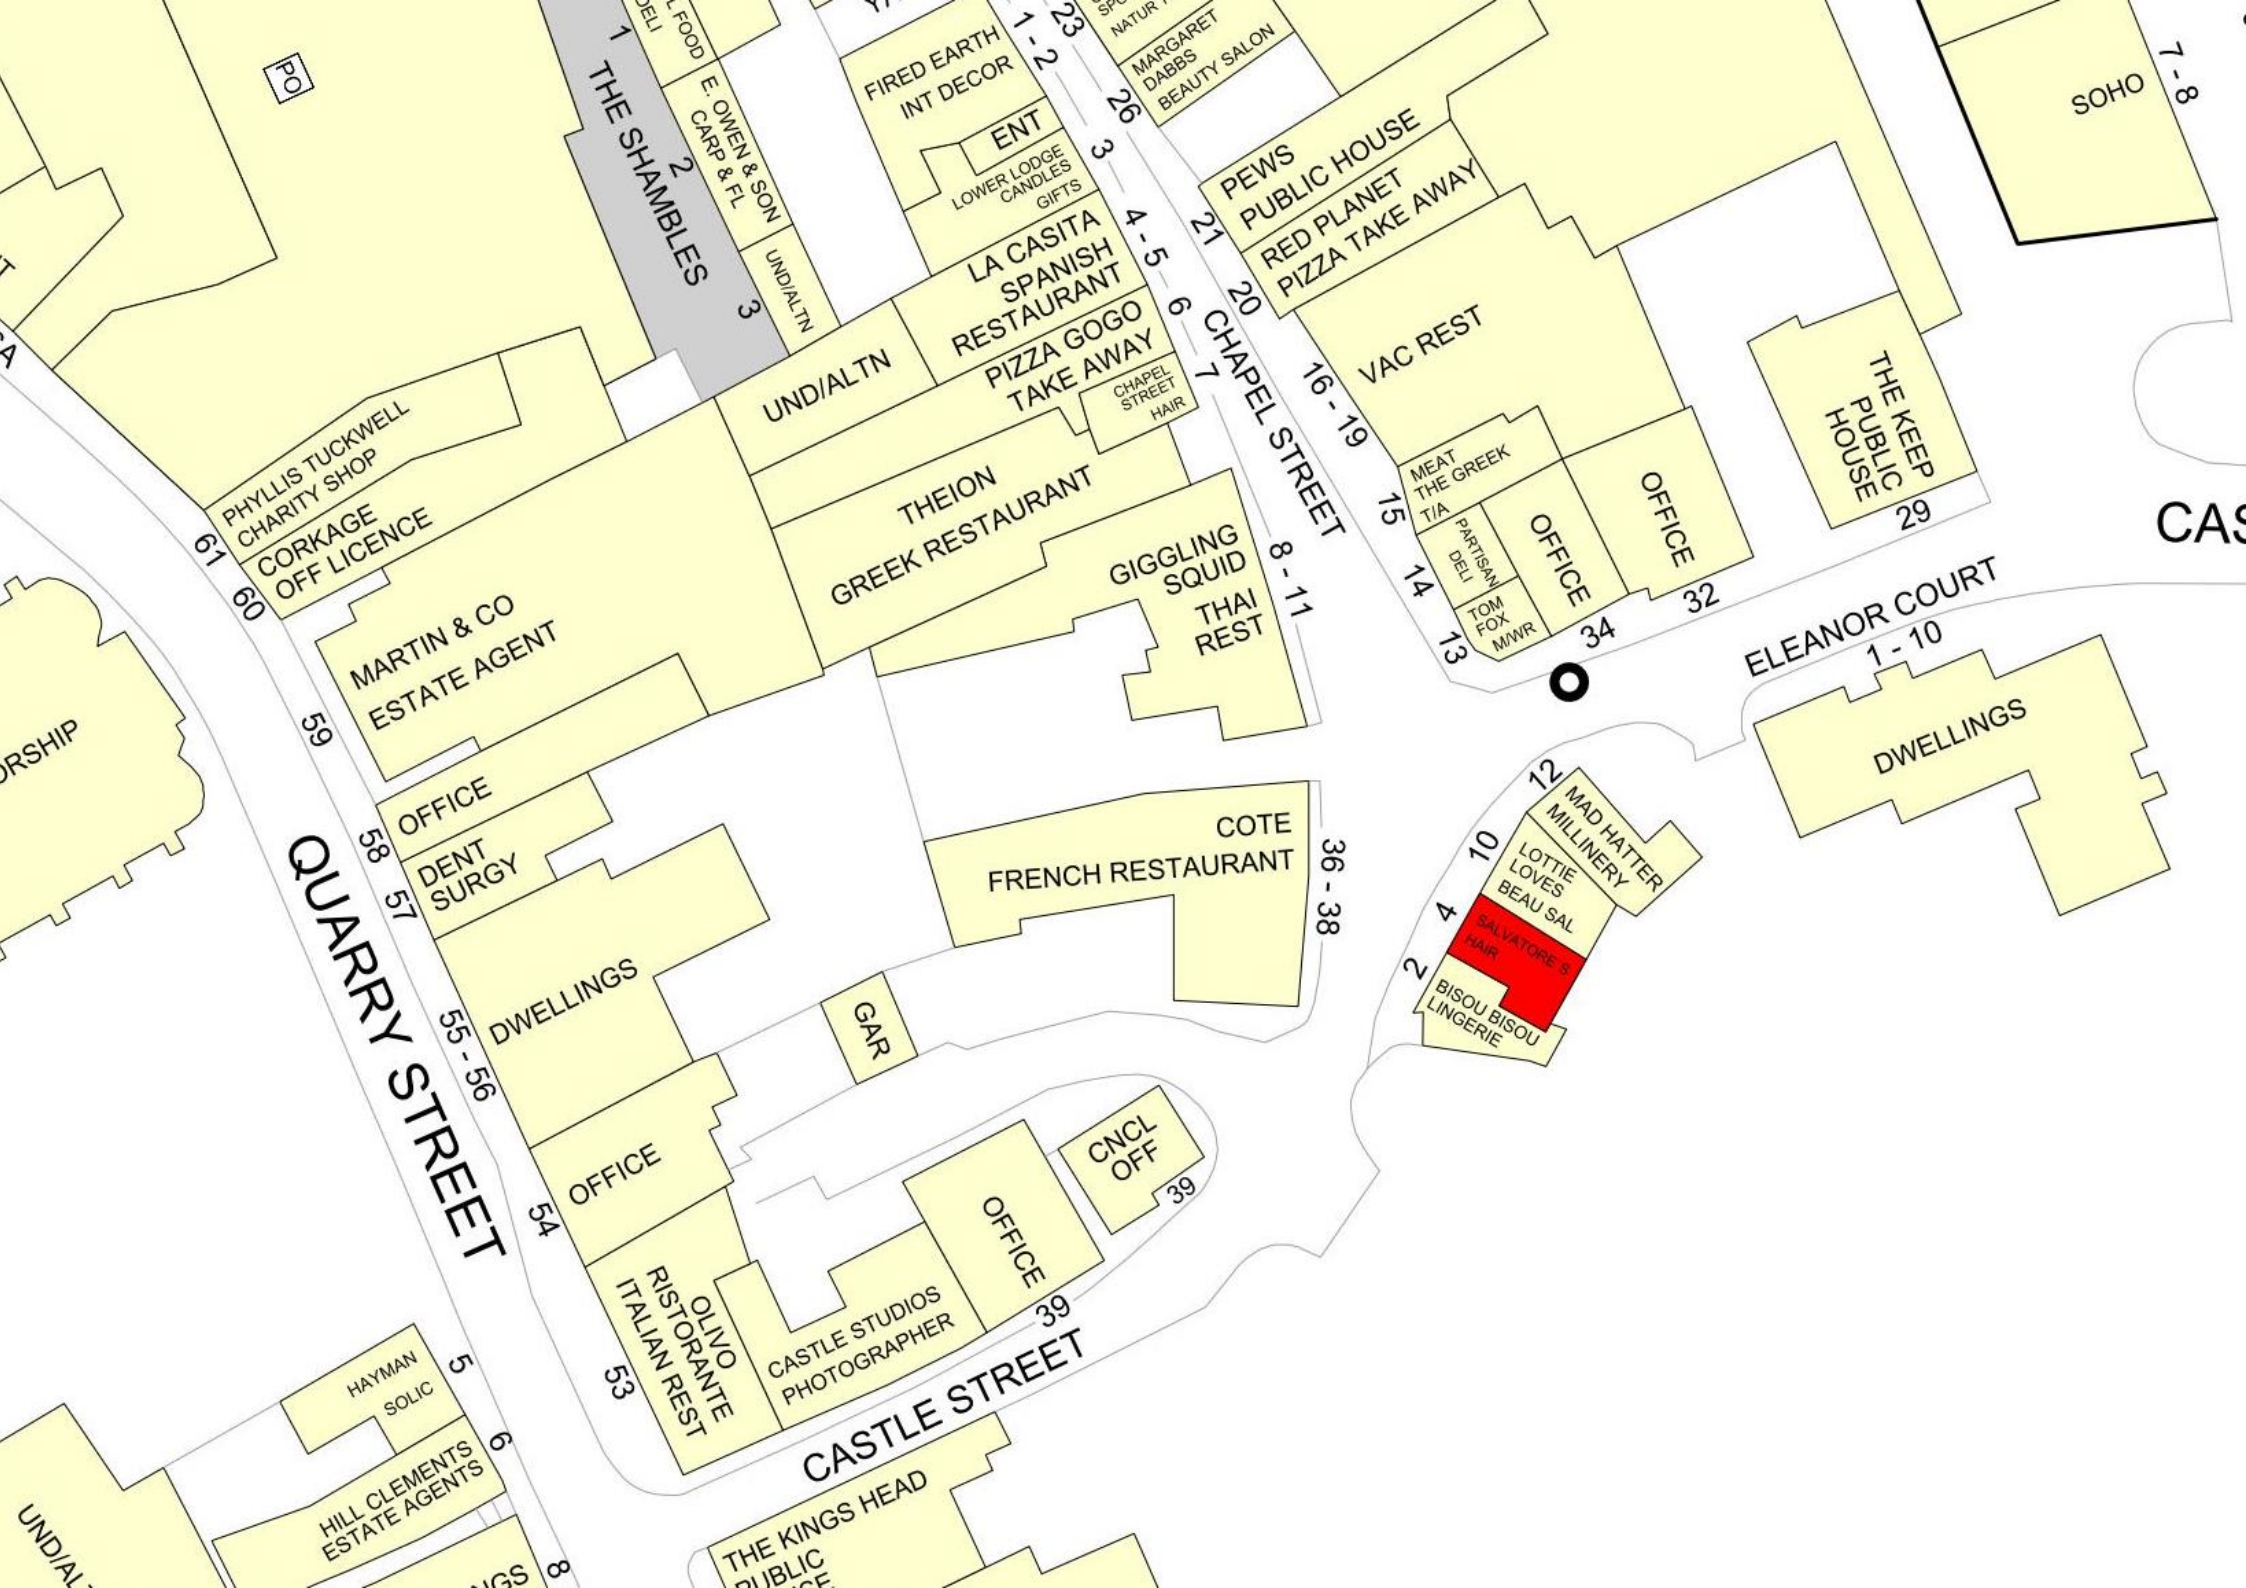 PO
1
THE SHAMBLES
2
3
DELI
FOOD
E. OWEN & SON
CARP & FL
UND/ALTN
FIRED EARTH
INT DECOR
ENT
LOWER LODGE
CANDLES
GIFTS
LA CASITA
SPANISH
RESTAURANT
PIZZA GOGO
TAKE AWAY
CHAPEL
STREET
HAIR
UND/ALTN
1 - 2
3
4 - 5
6
7
8 - 11
CHAPEL STREET
23
26
21
20
16 - 19
15
14
13
MARGARET
DABBS
BEAUTY SALON
PEWS
PUBLIC HOUSE
RED PLANET
PIZZA TAKE AWAY
VAC REST
MEAT
THE GREEK
T/A
PARTISAN
DELI
TOM
FOX
M/WR
OFFICE
OFFICE
34
32
THE KEEP
PUBLIC
HOUSE
29
SOHO
7 - 8
CAS
ELEANOR COURT
1 - 10
DWELLINGS
PHYLLIS TUCKWELL
CHARITY SHOP
CORKAGE
OFF LICENCE
61
60
59
58
57
55 - 56
54
53
MARTIN & CO
ESTATE AGENT
THEION
GREEK RESTAURANT
GIGGLING
SQUID
THAI
REST
OFFICE
DENT
SURGY
DWELLINGS
OFFICE
ORSHIP
QUARRY STREET
COTE
FRENCH RESTAURANT
36 - 38
GAR
12
10
4
2
MAD HATTER
MILLINERY
LOTTIE
LOVES
BEAU SAL
SALVATORE S
HAIR
BISOU BISOU
LINGERIE
CNCL
OFF
39
OFFICE
39
CASTLE STUDIOS
PHOTOGRAPHER
OLIVO
RISTORANTE
ITALIAN REST
CASTLE STREET
THE KINGS HEAD
PUBLIC
HAYMAN
SOLIC
5
6
8
HILL CLEMENTS
ESTATE AGENTS
UND/AL
NGS